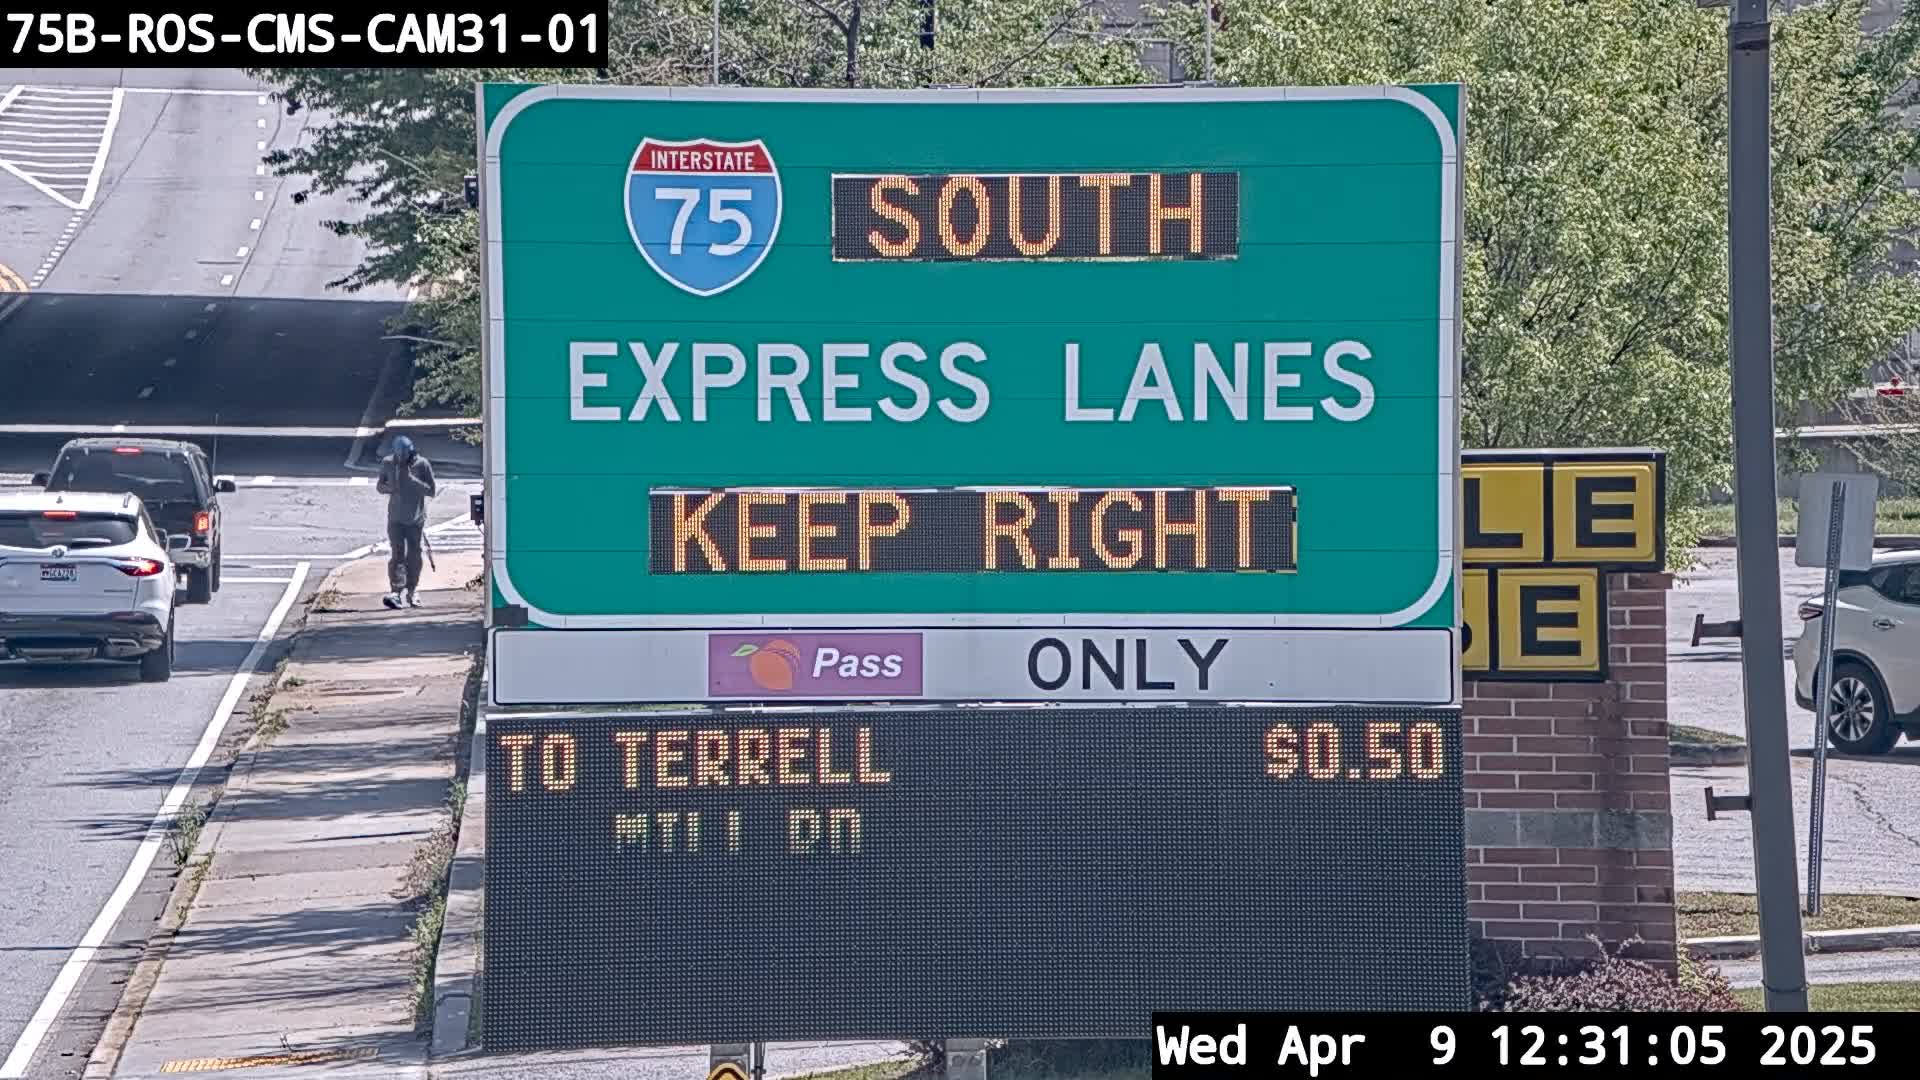 75B-ROS-CMS-CAM31-01
INTERSTATE
75
SOUTH
EXPRESS LANES
KEEP RIGHT
Pass ONLY
TO TERRELL $0.50
LE
E
Wed Apr 9 12:31:05 2025